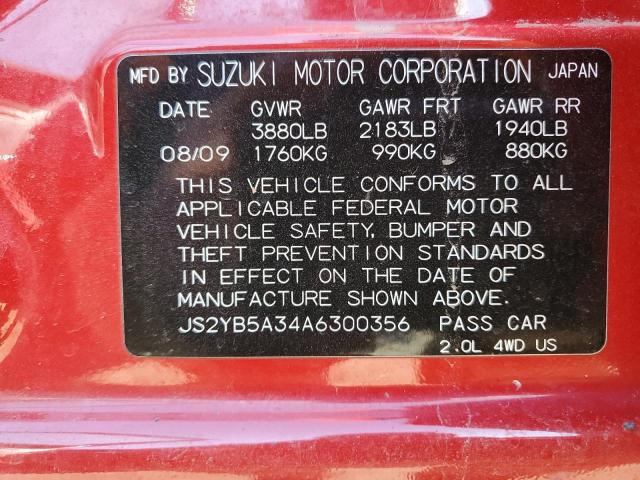 MFD BY SUZUKI MOTOR CORPORATION JAPAN
DATE GVWR GAWR FRT GAWR RR
3880LB 2183LB 1940LB
08/09 1760KG 990KG 880KG
THIS VEHICLE CONFORMS TO ALL
APPLICABLE FEDERAL MOTOR
VEHICLE SAFETY, BUMPER AND
THEFT PREVENTION STANDARDS
IN EFFECT ON THE DATE OF
MANUFACTURE SHOWN ABOVE.
JS2YB5A34A6300356 PASS CAR
2.0L 4WD US